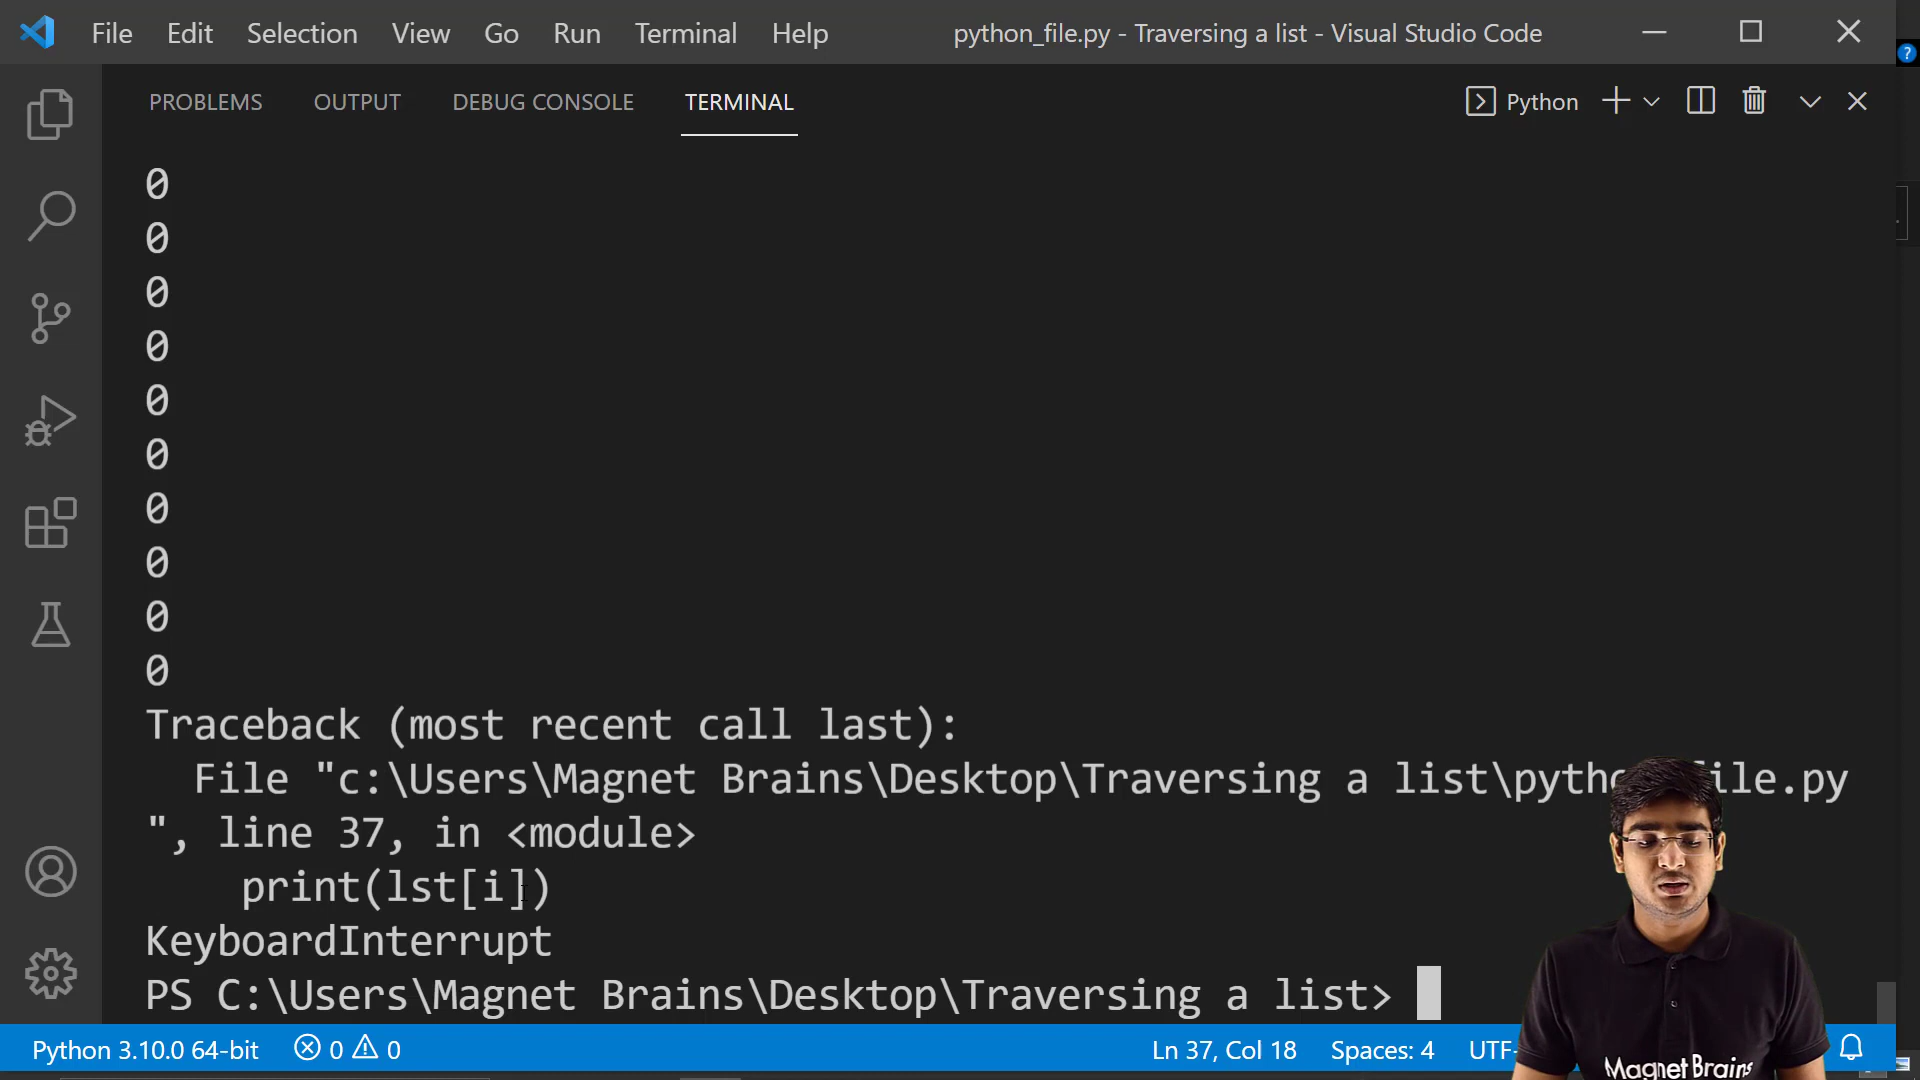 File Edit Selection View Go Run Terminal Help python_file.py - Traversing a list - Visual Studio Code
PROBLEMS OUTPUT DEBUG CONSOLE TERMINAL Python
0
0
0
0
0
0
0
0
0
0
Traceback (most recent call last):
File "c:\Users\Magnet Brains\Desktop\Traversing a list\pytho file.py
", line 37, in <module>
print(lst[i])
KeyboardInterrupt
PS C:\Users\Magnet Brains\Desktop\Traversing a list>
Python 3.10.0 64-bit 0 0 Ln 37, Col 18 Spaces: 4 UTF-
Magnet Brains